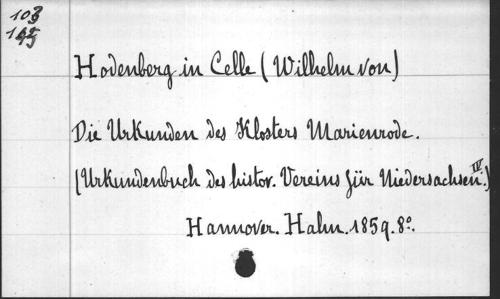 103
Hodenberg in Celle (Wilhelm von)
Die Urkunden des Klosters Marienrode.
(Urkundenbuch des histor. Vereins für Niedersachsen IV.)
Hannover. Hahn. 1859. 8°.